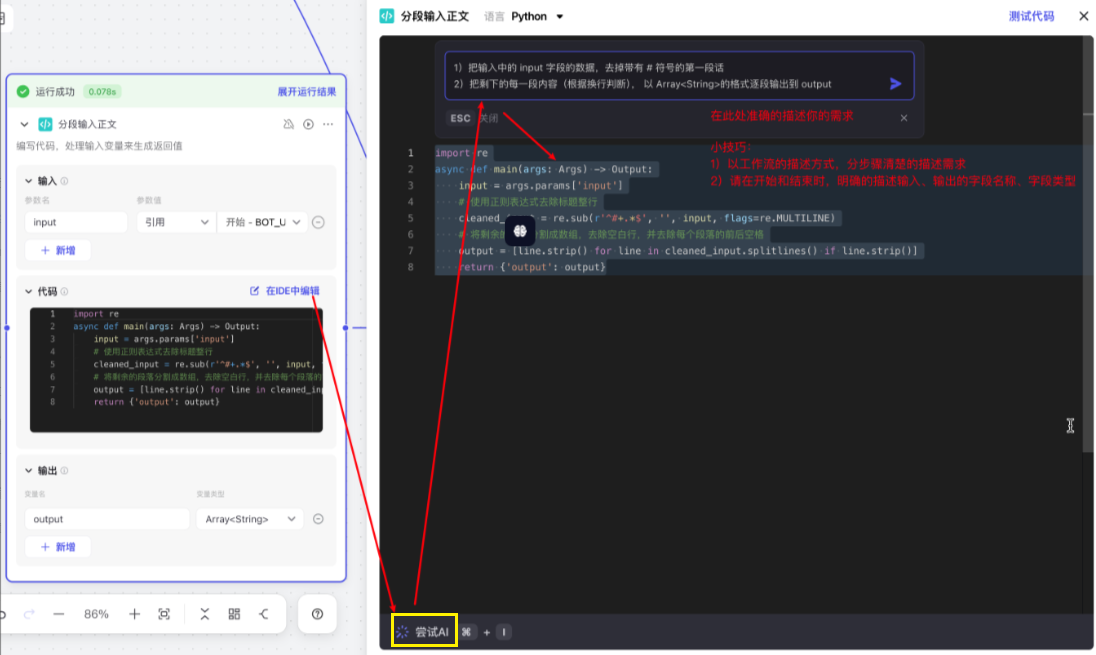 运行成功 0.078s 展开运行结果
分段输入正文
编写代码，处理输入变量来生成返回值
输入
参数名 参数值
input 引用 开始 - BOT_U
+ 新增
代码 在IDE中编辑
1 import re
2 async def main(args: Args) -> Output:
3 input = args.params['input']
4 # 使用正则表达式去除标题整行
5 cleaned_input = re.sub(r'^#+.*$', '', input,
6 # 将剩余的段落分割成数组，去除空白行，并去除每个段落的
7 output = [line.strip() for line in cleaned_inp
8 return {'output': output}
输出
变量名 变量类型
output Array<String>
+ 新增
86%
分段输入正文 语言 Python 测试代码
1）把输入中的 input 字段的数据，去掉带有 # 符号的第一段话
2）把剩下的每一段内容（根据换行判断），以 Array<String>的格式逐段输出到 output
ESC 关闭
在此处准确的描述你的需求
小技巧：
1）以工作流的描述方式，分步骤清楚的描述需求
2）请在开始和结束时，明确的描述输入，输出的字段名称，字段类型
1 import re
2 async def main(args: Args) -> Output:
3 input = args.params['input']
4 # 使用正则表达式去除标题整行
5 cleaned_ = re.sub(r'^#+.*$', '', input, flags=re.MULTILINE)
6 # 将剩余的 分割成数组，去除空白行，并去除每个段落的前后空格
7 output = [line.strip() for line in cleaned_input.splitlines() if line.strip()]
8 return {'output': output}
尝试AI ⌘ + I